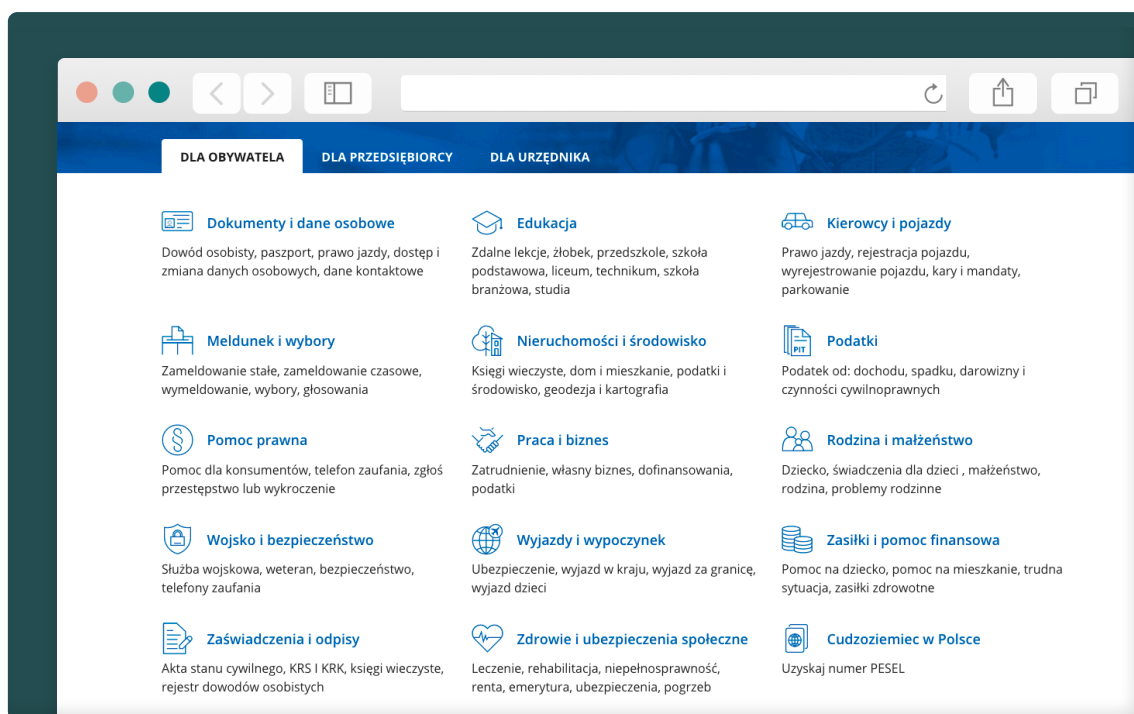 DLA OBYWATELA DLA PRZEDSIĘBIORCY DLA URZĘDNIKA
Dokumenty i dane osobowe
Dowód osobisty, paszport, prawo jazdy, dostęp i
zmiana danych osobowych, dane kontaktowe
Edukacja
Zdalne lekcje, żłobek, przedszkole, szkoła
podstawowa, liceum, technikum, szkoła
branżowa, studia
Kierowcy i pojazdy
Prawo jazdy, rejestracja pojazdu,
wyrejestrowanie pojazdu, kary i mandaty,
parkowanie
Meldunek i wybory
Zameldowanie stałe, zameldowanie czasowe,
wymeldowanie, wybory, głosowania
Nieruchomości i środowisko
Księgi wieczyste, dom i mieszkanie, podatki i
środowisko, geodezja i kartografia
PIT
Podatki
Podatek od: dochodu, spadku, darowizny i
czynności cywilnoprawnych
§
Pomoc prawna
Pomoc dla konsumentów, telefon zaufania, zgłoś
przestępstwo lub wykroczenie
Praca i biznes
Zatrudnienie, własny biznes, dofinansowania,
podatki
Rodzina i małżeństwo
Dziecko, świadczenia dla dzieci , małżeństwo,
rodzina, problemy rodzinne
Wojsko i bezpieczeństwo
Służba wojskowa, weteran, bezpieczeństwo,
telefony zaufania
Wyjazdy i wypoczynek
Ubezpieczenie, wyjazd w kraju, wyjazd za granicę,
wyjazd dzieci
Zasiłki i pomoc finansowa
Pomoc na dziecko, pomoc na mieszkanie, trudna
sytuacja, zasiłki zdrowotne
Zaświadczenia i odpisy
Akta stanu cywilnego, KRS I KRK, księgi wieczyste,
rejestr dowodów osobistych
Zdrowie i ubezpieczenia społeczne
Leczenie, rehabilitacja, niepełnosprawność,
renta, emerytura, ubezpieczenia, pogrzeb
Cudzoziemiec w Polsce
Uzyskaj numer PESEL